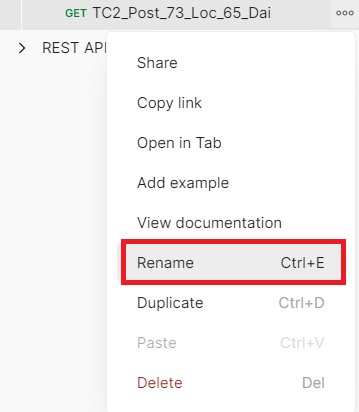 GET TC2_Post_73_Loc_65_Dai
REST API
Share
Copy link
Open in Tab
Add example
View documentation
Rename Ctrl+E
Duplicate Ctrl+D
Paste Ctrl+V
Delete Del